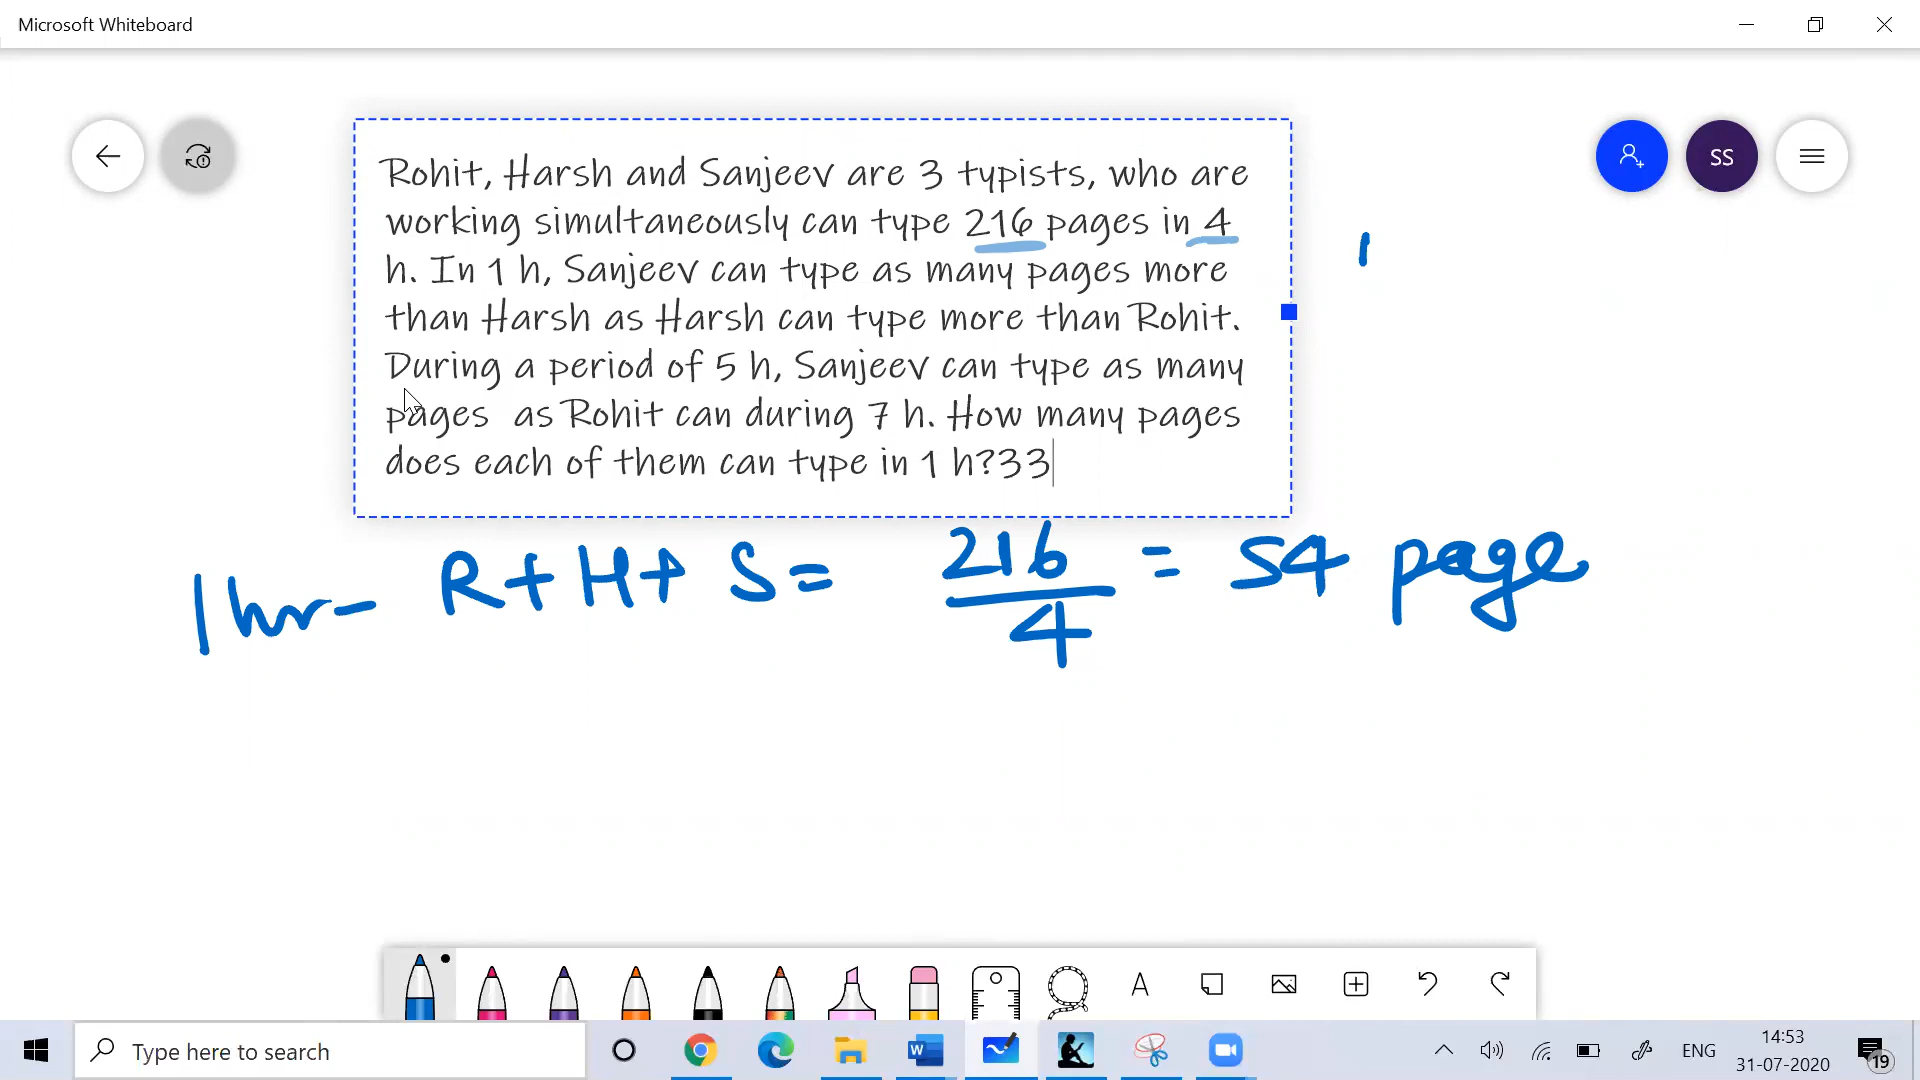 Microsoft Whiteboard
SS
Rohit, Harsh and Sanjeev are 3 typists, who are
working simultaneously can type 216 pages in 4
h. In 1 h, Sanjeev can type as many pages more
than Harsh as Harsh can type more than Rohit.
During a period of 5 h, Sanjeev can type as many
pages  as Rohit can during 7 h. How many pages
does each of them can type in 1 h?33
1
1 hr - R + H + S = 216/4 = 54 page
A
Type here to search
W
ENG
14:53
31-07-2020
19